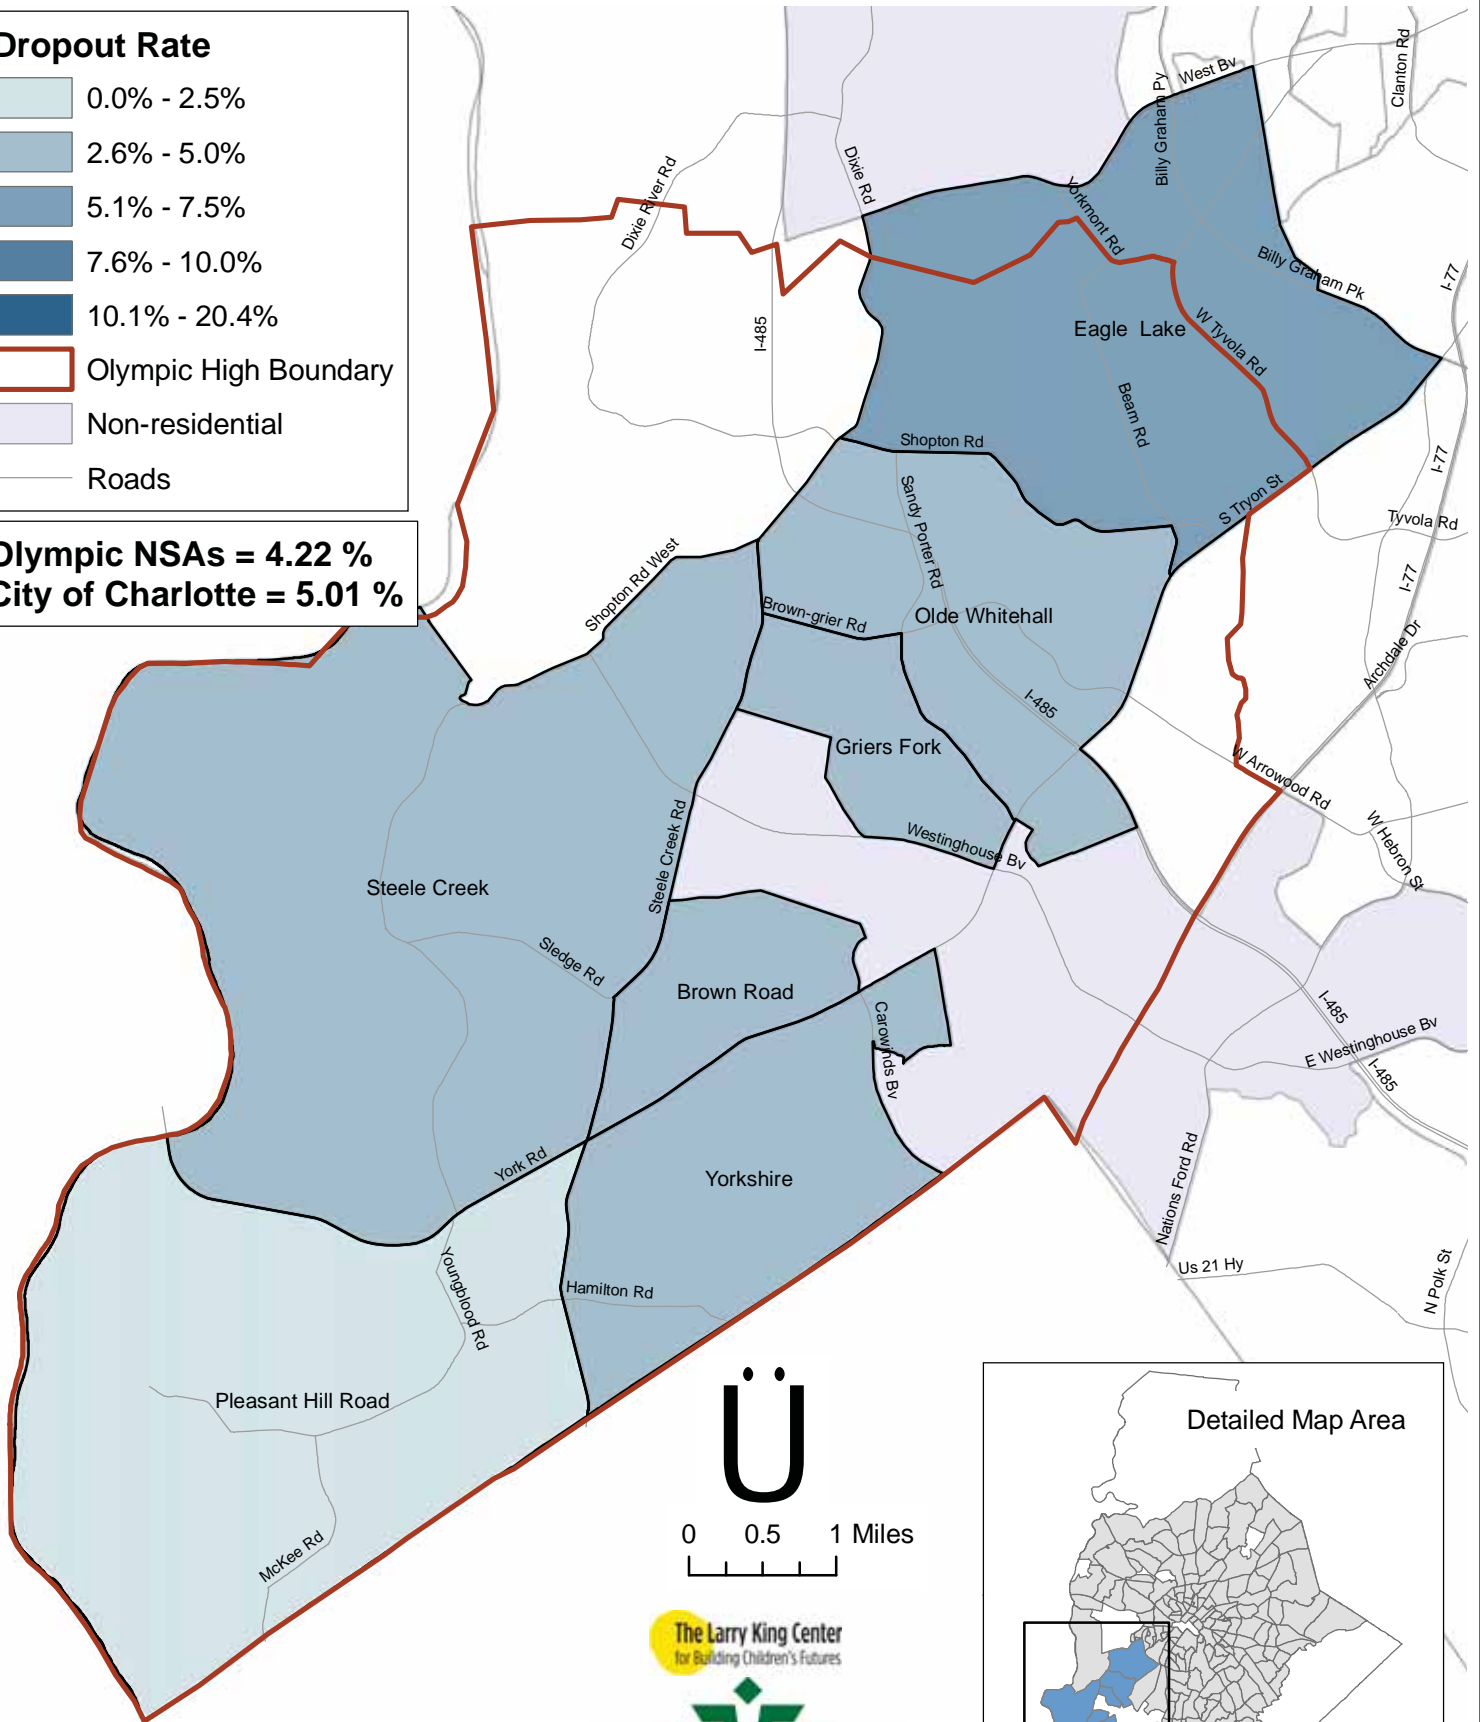 Dropout Rate
0.0% - 2.5%
2.6% - 5.0%
5.1% - 7.5%
7.6% - 10.0%
10.1% - 20.4%
Olympic High Boundary
Non-residential
Roads
Olympic NSAs = 4.22 %
City of Charlotte = 5.01 %
West Bv
Clanton Rd
Billy Graham Py
Dixie Rd
Dixie River Rd
Yorkmont Rd
Billy Graham Pk
I-77
I-485
Eagle Lake
W Tyvola Rd
Beam Rd
Shopton Rd
I-77
Sandy Porter Rd
S Tryon St
Tyvola Rd
Shopton Rd West
I-77
Brown-grier Rd
Olde Whitehall
Archdale Dr
I-485
Griers Fork
W Arrowood Rd
Steele Creek Rd
Westinghouse Bv
W Hebron St
Steele Creek
Sledge Rd
Brown Road
Carowinds Bv
I-485
E Westinghouse Bv
I-485
York Rd
Yorkshire
Nations Ford Rd
Youngblood Rd
Hamilton Rd
Us 21 Hy
N Polk St
Pleasant Hill Road
McKee Rd
Ü
0 0.5 1 Miles
Detailed Map Area
The Larry King Center
for Building Children's Futures